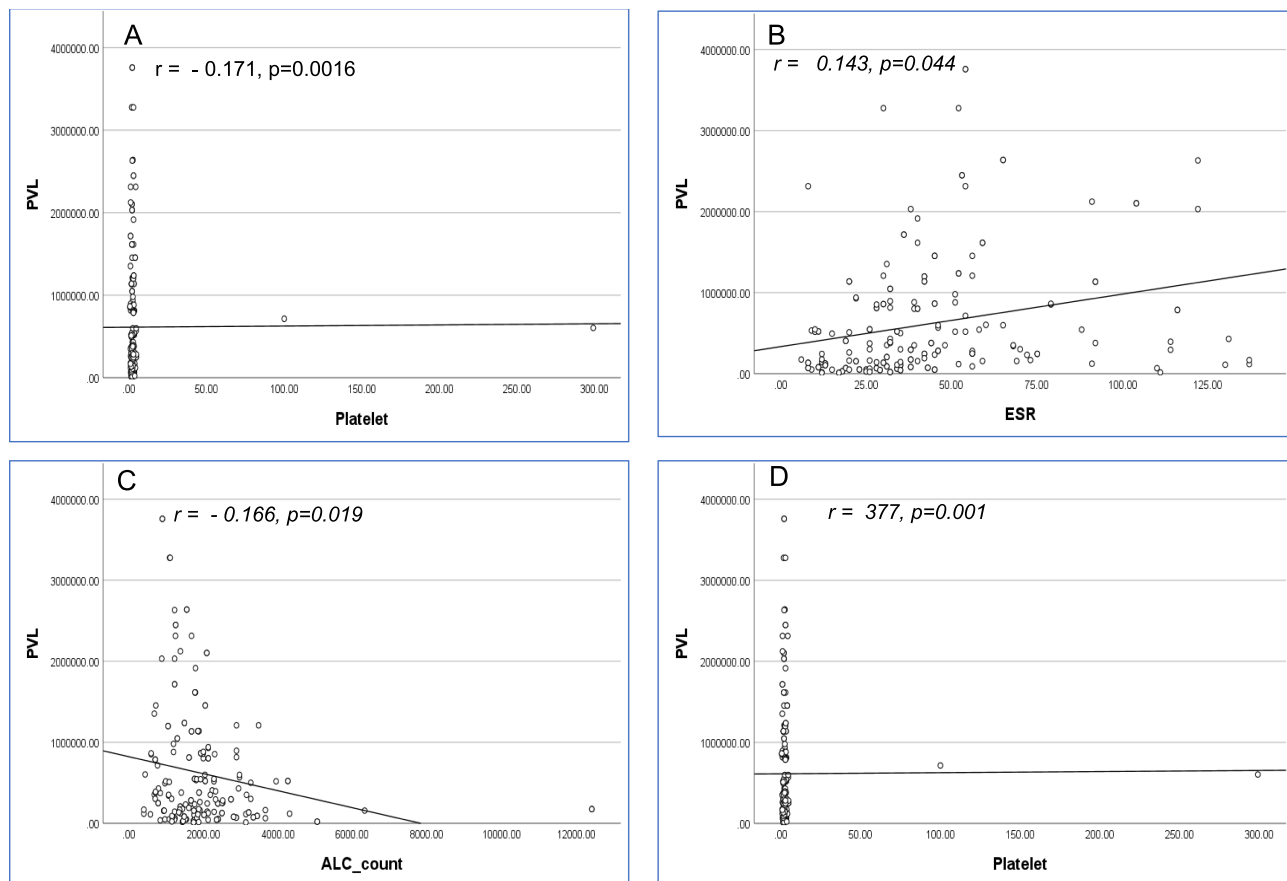 A
r =  - 0.171, p=0.0016
4000000.00
3000000.00
2000000.00
1000000.00
.00
PVL
.00 50.00 100.00 150.00 200.00 250.00 300.00
Platelet
B
r =   0.143, p=0.044
4000000.00
3000000.00
2000000.00
1000000.00
.00
PVL
.00 25.00 50.00 75.00 100.00 125.00
ESR
C
r =  - 0.166, p=0.019
4000000.00
3000000.00
2000000.00
1000000.00
.00
PVL
.00 2000.00 4000.00 6000.00 8000.00 10000.00 12000.00
ALC_count
D
r =  377, p=0.001
4000000.00
3000000.00
2000000.00
1000000.00
.00
PVL
.00 50.00 100.00 150.00 200.00 250.00 300.00
Platelet